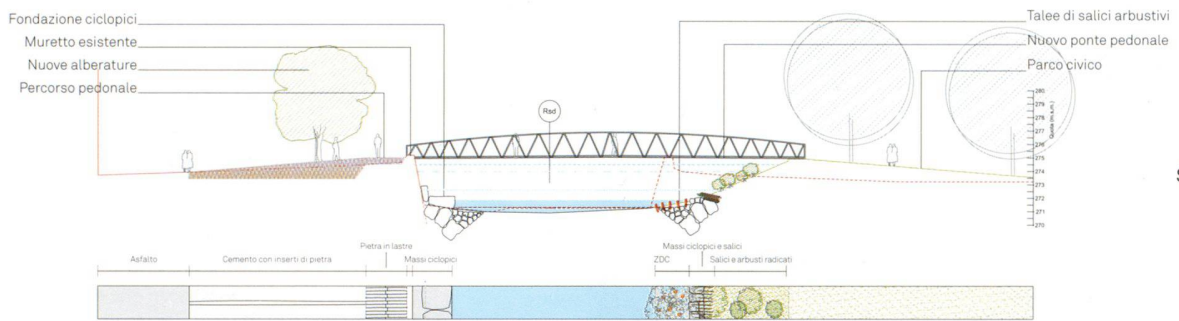 Fondazione ciclopici
Muretto esistente
Nuove alberature
Percorso pedonale
Talee di salici arbustivi
Nuovo ponte pedonale
Parco civico
Rsd
280
279
278
277
276
275
274
273
272
271
270
Quota (m.s.m.)
s
Pietra in lastre
Massi ciclopici e salici
Asfalto
Cemento con inserti di pietra
Massi ciclopici
ZDC
Salici e arbusti radicati